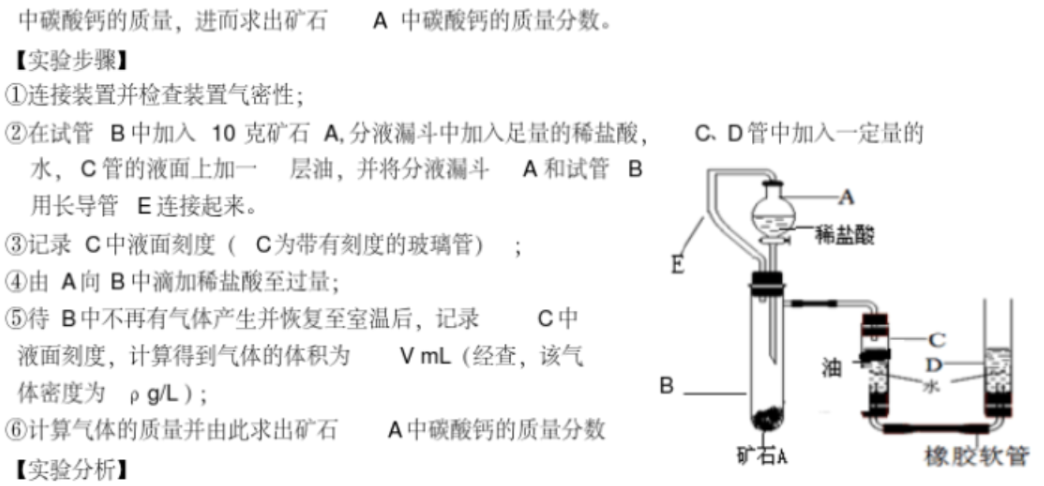 中碳酸钙的质量，进而求出矿石 A 中碳酸钙的质量分数。
【实验步骤】
①连接装置并检查装置气密性；
②在试管 B中加入 10 克矿石 A,分液漏斗中加入足量的稀盐酸， C、D管中加入一定量的
水， C 管的液面上加一 层油，并将分液漏斗 A 和试管 B
用长导管 E连接起来。
③记录 C中液面刻度（ C为带有刻度的玻璃管） ；
④由 A向 B中滴加稀盐酸至过量；
⑤待 B中不再有气体产生并恢复至室温后，记录 C中
液面刻度，计算得到气体的体积为 V mL（经查，该气
体密度为 ρ g/L）；
⑥计算气体的质量并由此求出矿石 A中碳酸钙的质量分数
【实验分析】
A
稀盐酸
E
C
油
D
水
B
矿石A
橡胶软管